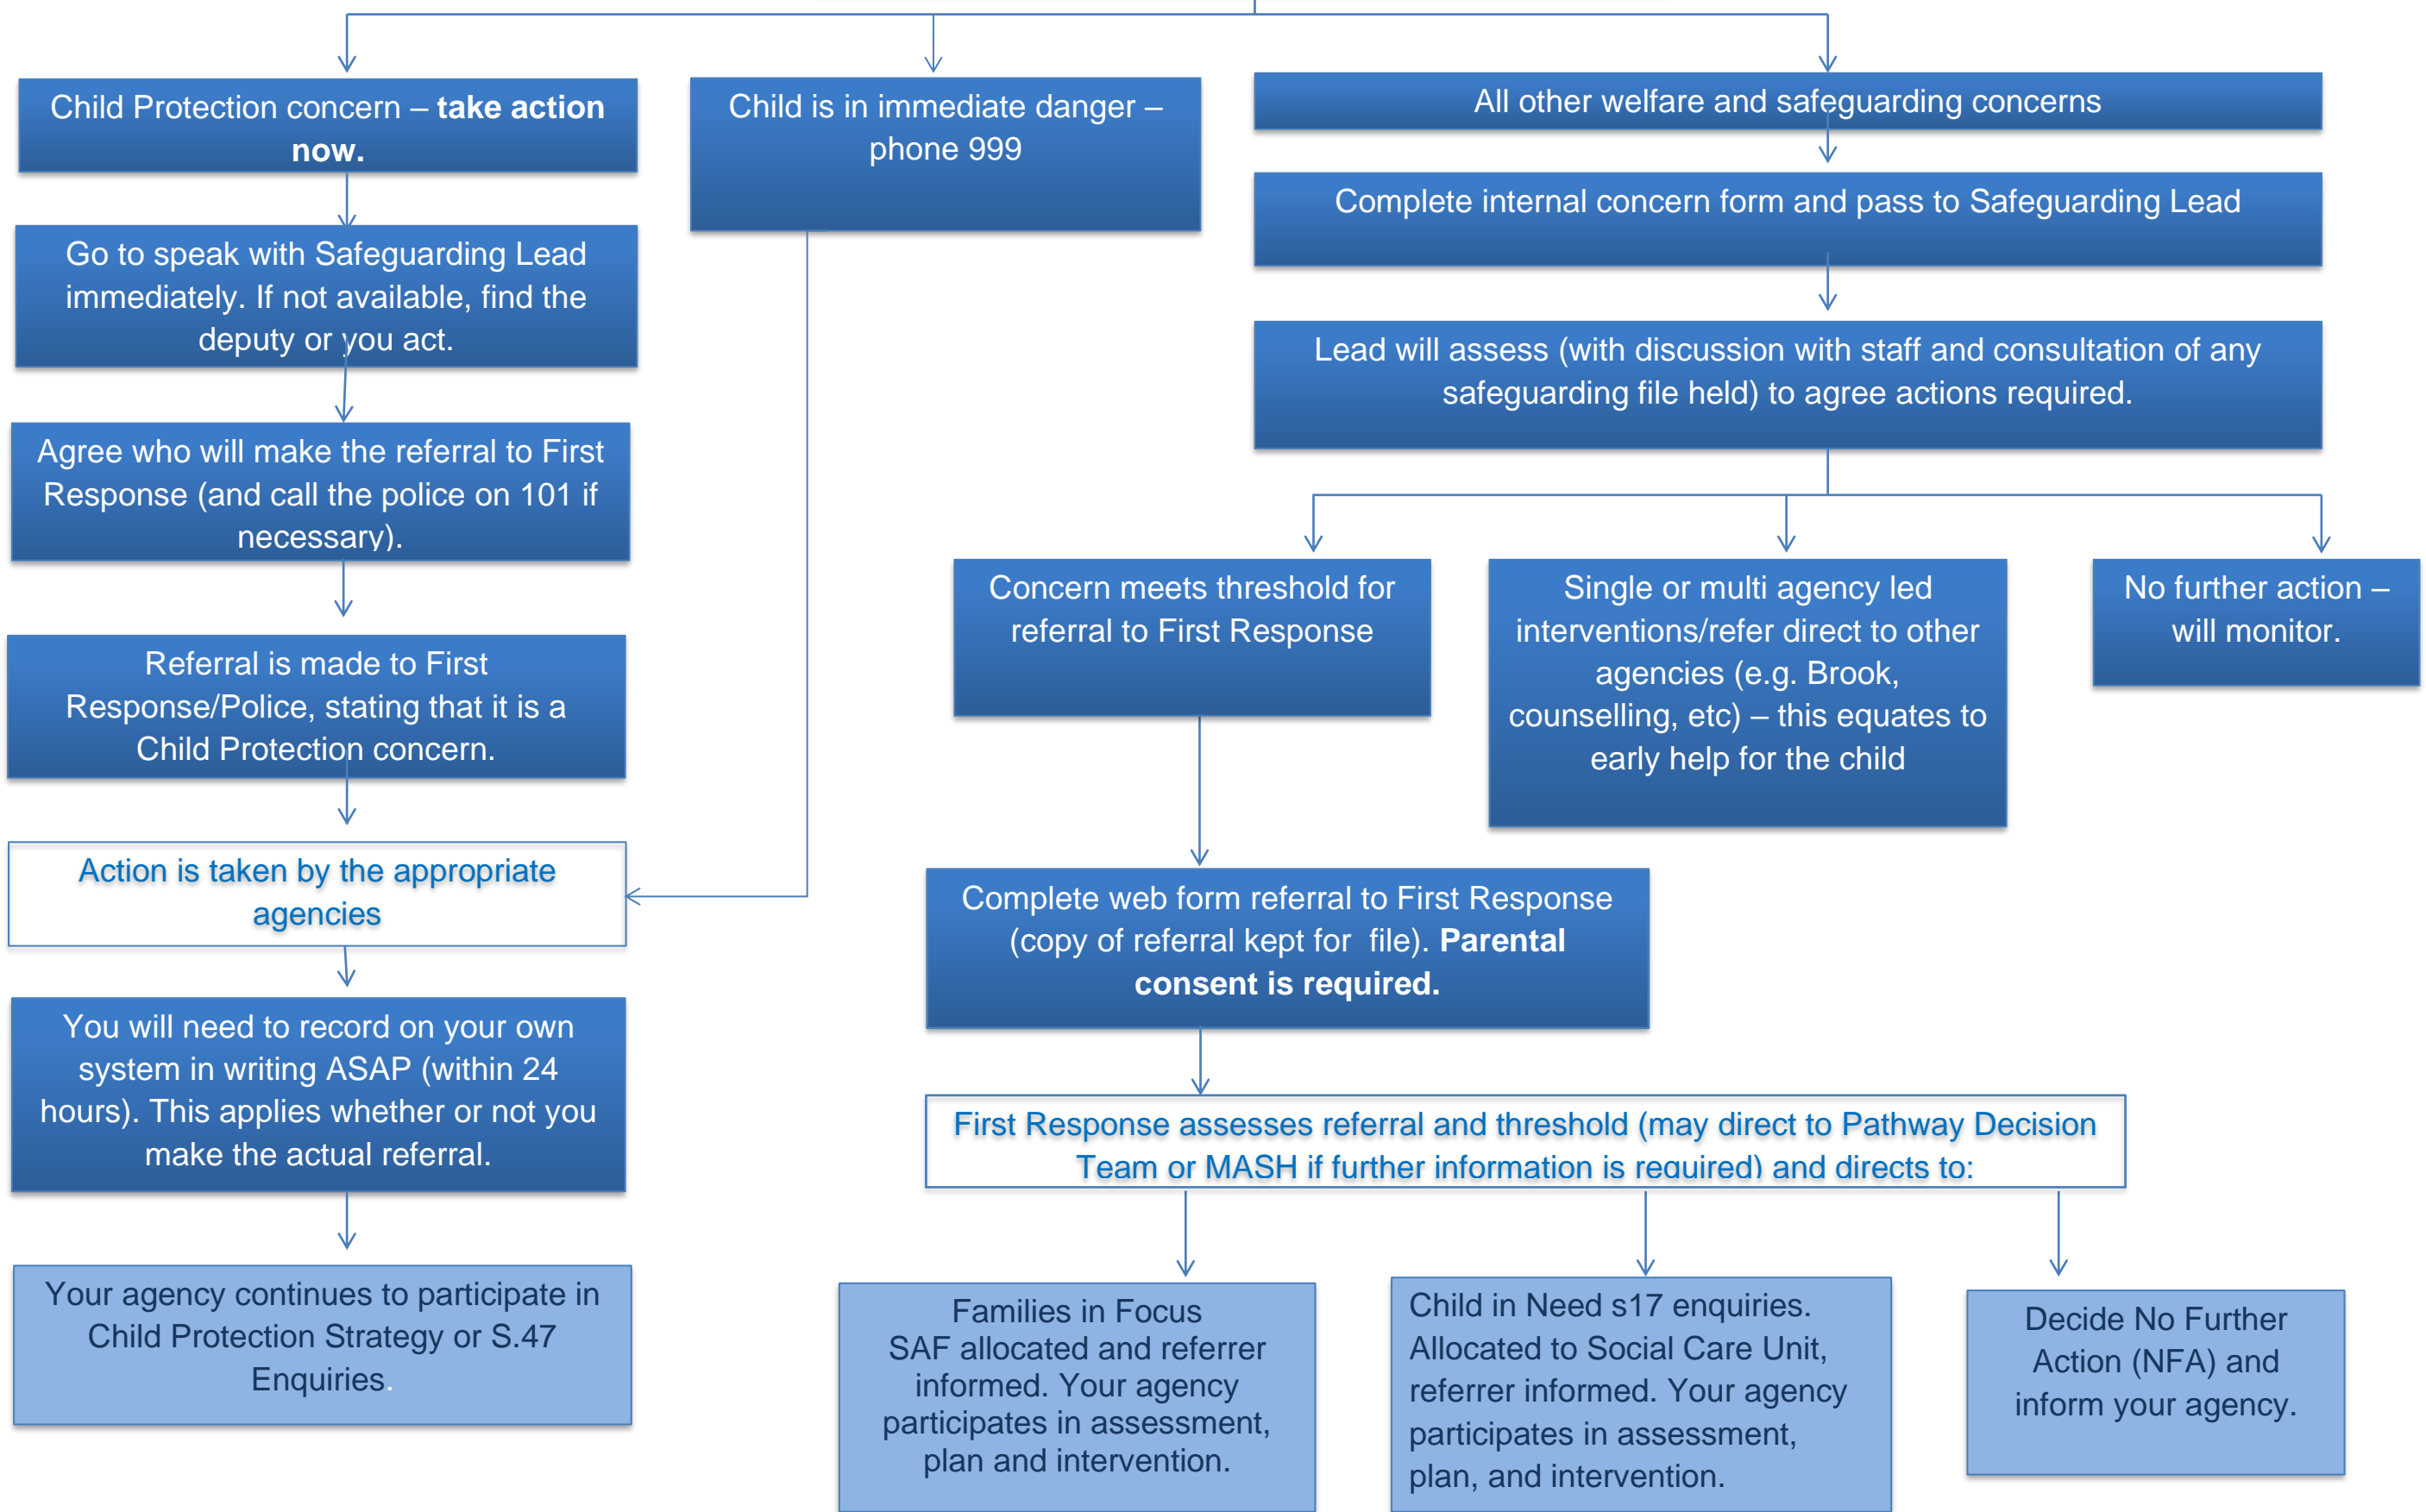 Child Protection concern – take action
now.
Go to speak with Safeguarding Lead
immediately. If not available, find the
deputy or you act.
Agree who will make the referral to First
Response (and call the police on 101 if
necessary).
Referral is made to First
Response/Police, stating that it is a
Child Protection concern.
Action is taken by the appropriate
agencies
You will need to record on your own
system in writing ASAP (within 24
hours). This applies whether or not you
make the actual referral.
Your agency continues to participate in
Child Protection Strategy or S.47
Enquiries.
Child is in immediate danger –
phone 999
All other welfare and safeguarding concerns
Complete internal concern form and pass to Safeguarding Lead
Lead will assess (with discussion with staff and consultation of any
safeguarding file held) to agree actions required.
Concern meets threshold for
referral to First Response
Single or multi agency led
interventions/refer direct to other
agencies (e.g. Brook,
counselling, etc) – this equates to
early help for the child
No further action –
will monitor.
Complete web form referral to First Response
(copy of referral kept for file). Parental
consent is required.
First Response assesses referral and threshold (may direct to Pathway Decision
Team or MASH if further information is required) and directs to:
Families in Focus
SAF allocated and referrer
informed. Your agency
participates in assessment,
plan and intervention.
Child in Need s17 enquiries.
Allocated to Social Care Unit,
referrer informed. Your agency
participates in assessment,
plan, and intervention.
Decide No Further
Action (NFA) and
inform your agency.